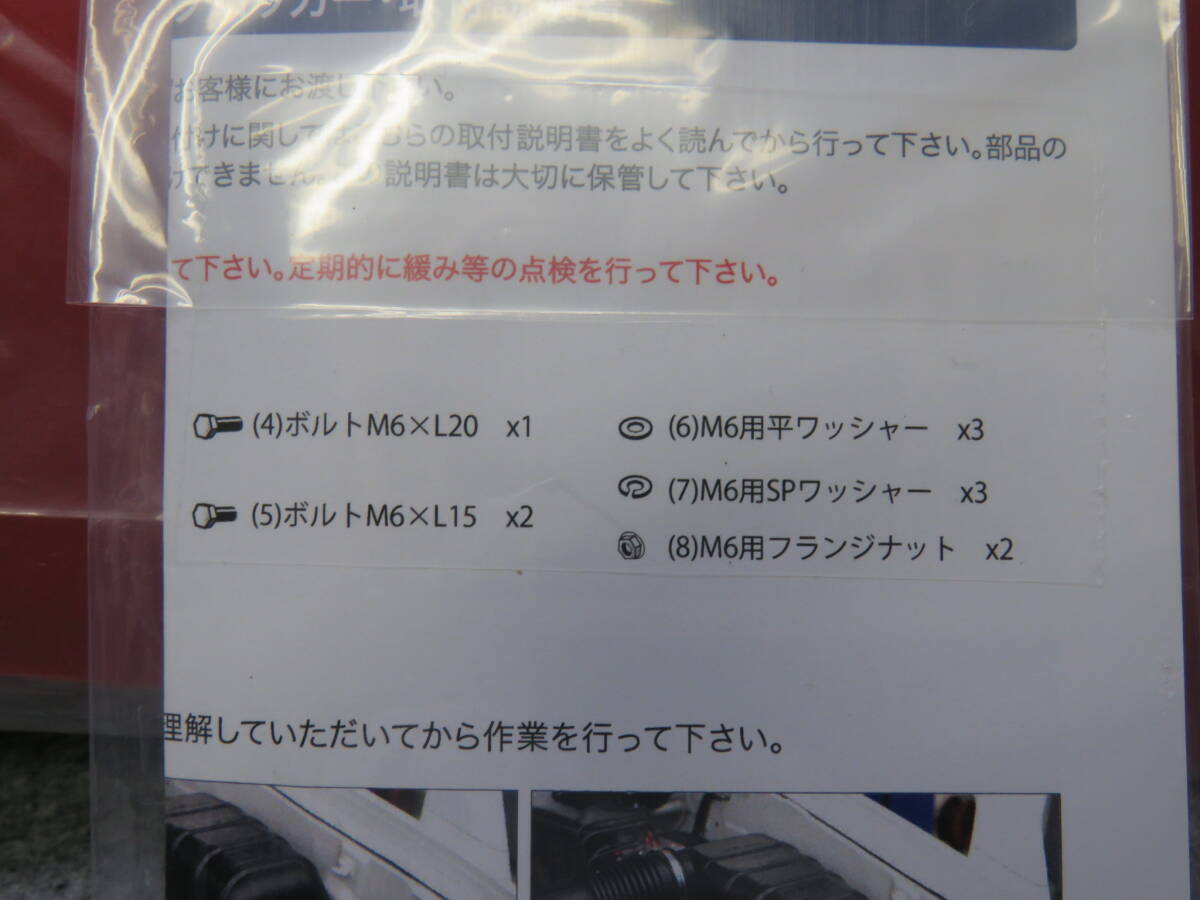 お客様にお渡し下さい。
付けに関してはこちらの取付説明書をよく読んでから行って下さい。部品の
けできません。 説明書は大切に保管して下さい。
て下さい。定期的に緩み等の点検を行って下さい。
(4)ボルトM6×L20 x1
(5)ボルトM6×L15 x2
(6)M6用平ワッシャー x3
(7)M6用SPワッシャー x3
(8)M6用フランジナット x2
理解していただいてから作業を行って下さい。